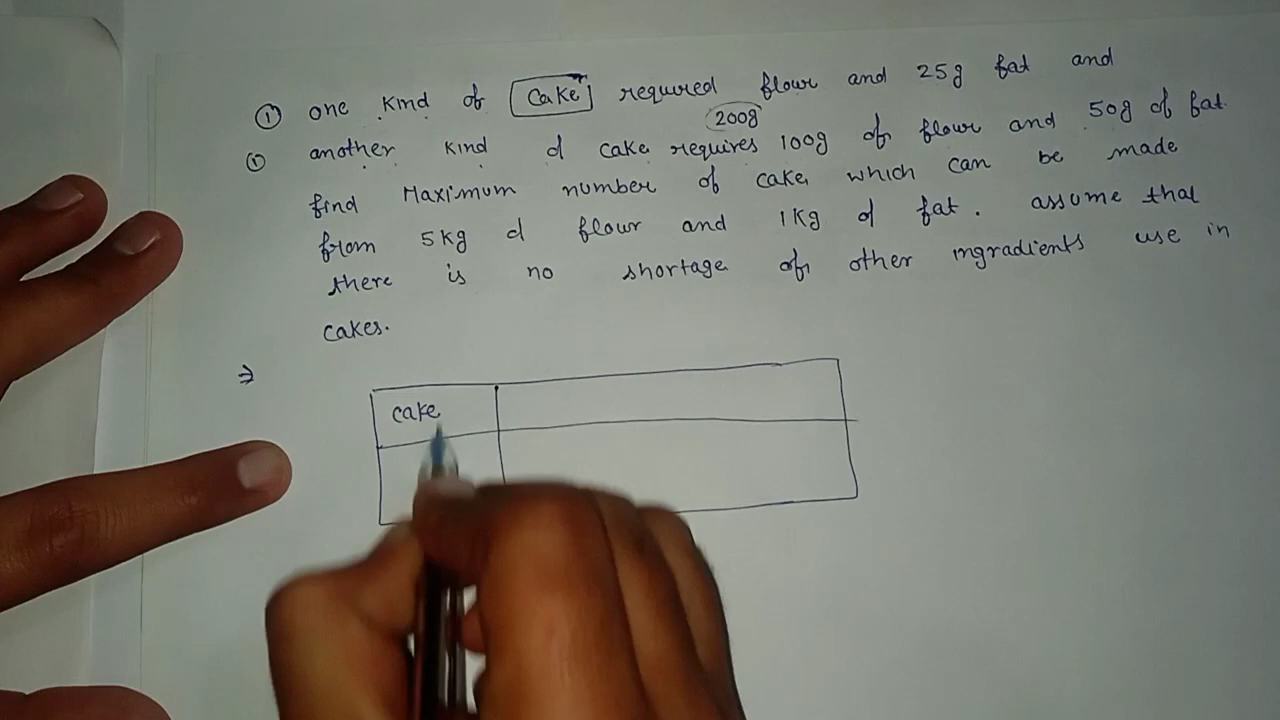 ① one kind of cake required flour and 25g fat and
200g
① another kind of cake requires 100g of flour and 50g of fat.
find Maximum number of cake which can be made
from 5kg of flour and 1kg of fat. assume that
there is no shortage of other ingradients use in
cakes.
⇒
cake